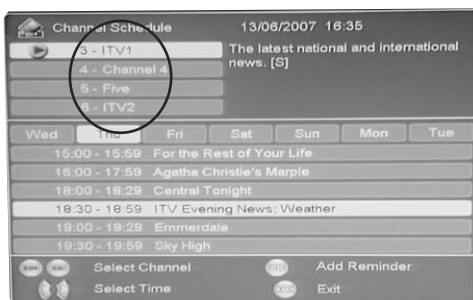 Channel Schedule 13/06/2007 16:35
3 - ITV1
4 - Channel 4
5 - Five
6 - ITV2
The latest national and international
news. [S]
Wed Thu Fri Sat Sun Mon Tue
15:00 - 15:59 For the Rest of Your Life
16:00 - 17:59 Agatha Christie's Marple
18:00 - 18:29 Central Tonight
18:30 - 18:59 ITV Evening News; Weather
19:00 - 19:29 Emmerdale
19:30 - 19:59 Sky High
CH+ CH- Select Channel OK Add Reminder
Select Time Exit